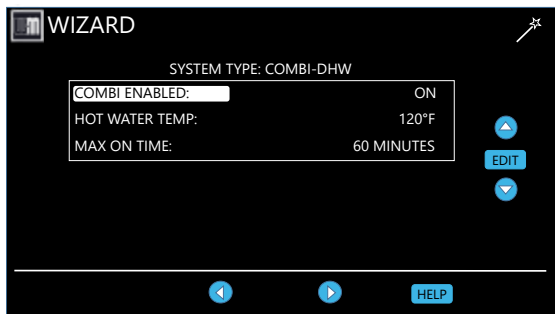 WIZARD
SYSTEM TYPE: COMBI-DHW
COMBI ENABLED: ON
HOT WATER TEMP: 120°F
MAX ON TIME: 60 MINUTES
EDIT
HELP